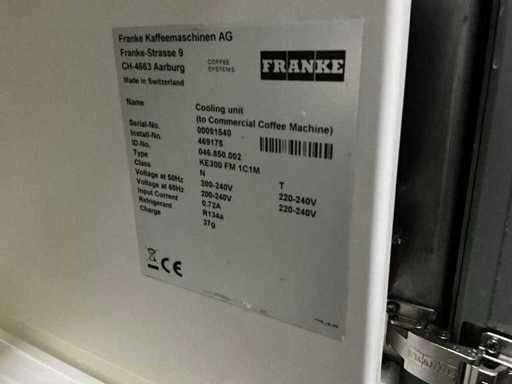 Franke Kaffeemaschinen AG
Franke-Strasse 9
CH-4663 Aarburg
Made in Switzerland
COFFEE
SYSTEMS
FRANKE
Name Cooling unit
(to Commercial Coffee Machine)
Serial-No. 00091540
Install-No. 469175
ID-No. 046.850.002
Type KE300 FM 1C1M
Class N T
Voltage at 50Hz 200-240V 220-240V
Voltage at 60Hz 200-240V 220-240V
Input Current 0.72A
Refrigerant R134a
Charge 37g
CE
FRANKE